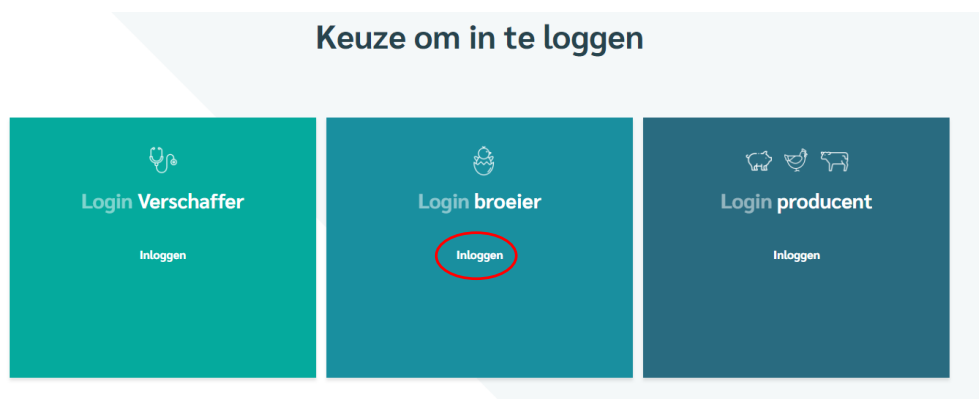 Keuze om in te loggen
Login Verschaffer
Inloggen
Login broeier
Inloggen
Login producent
Inloggen